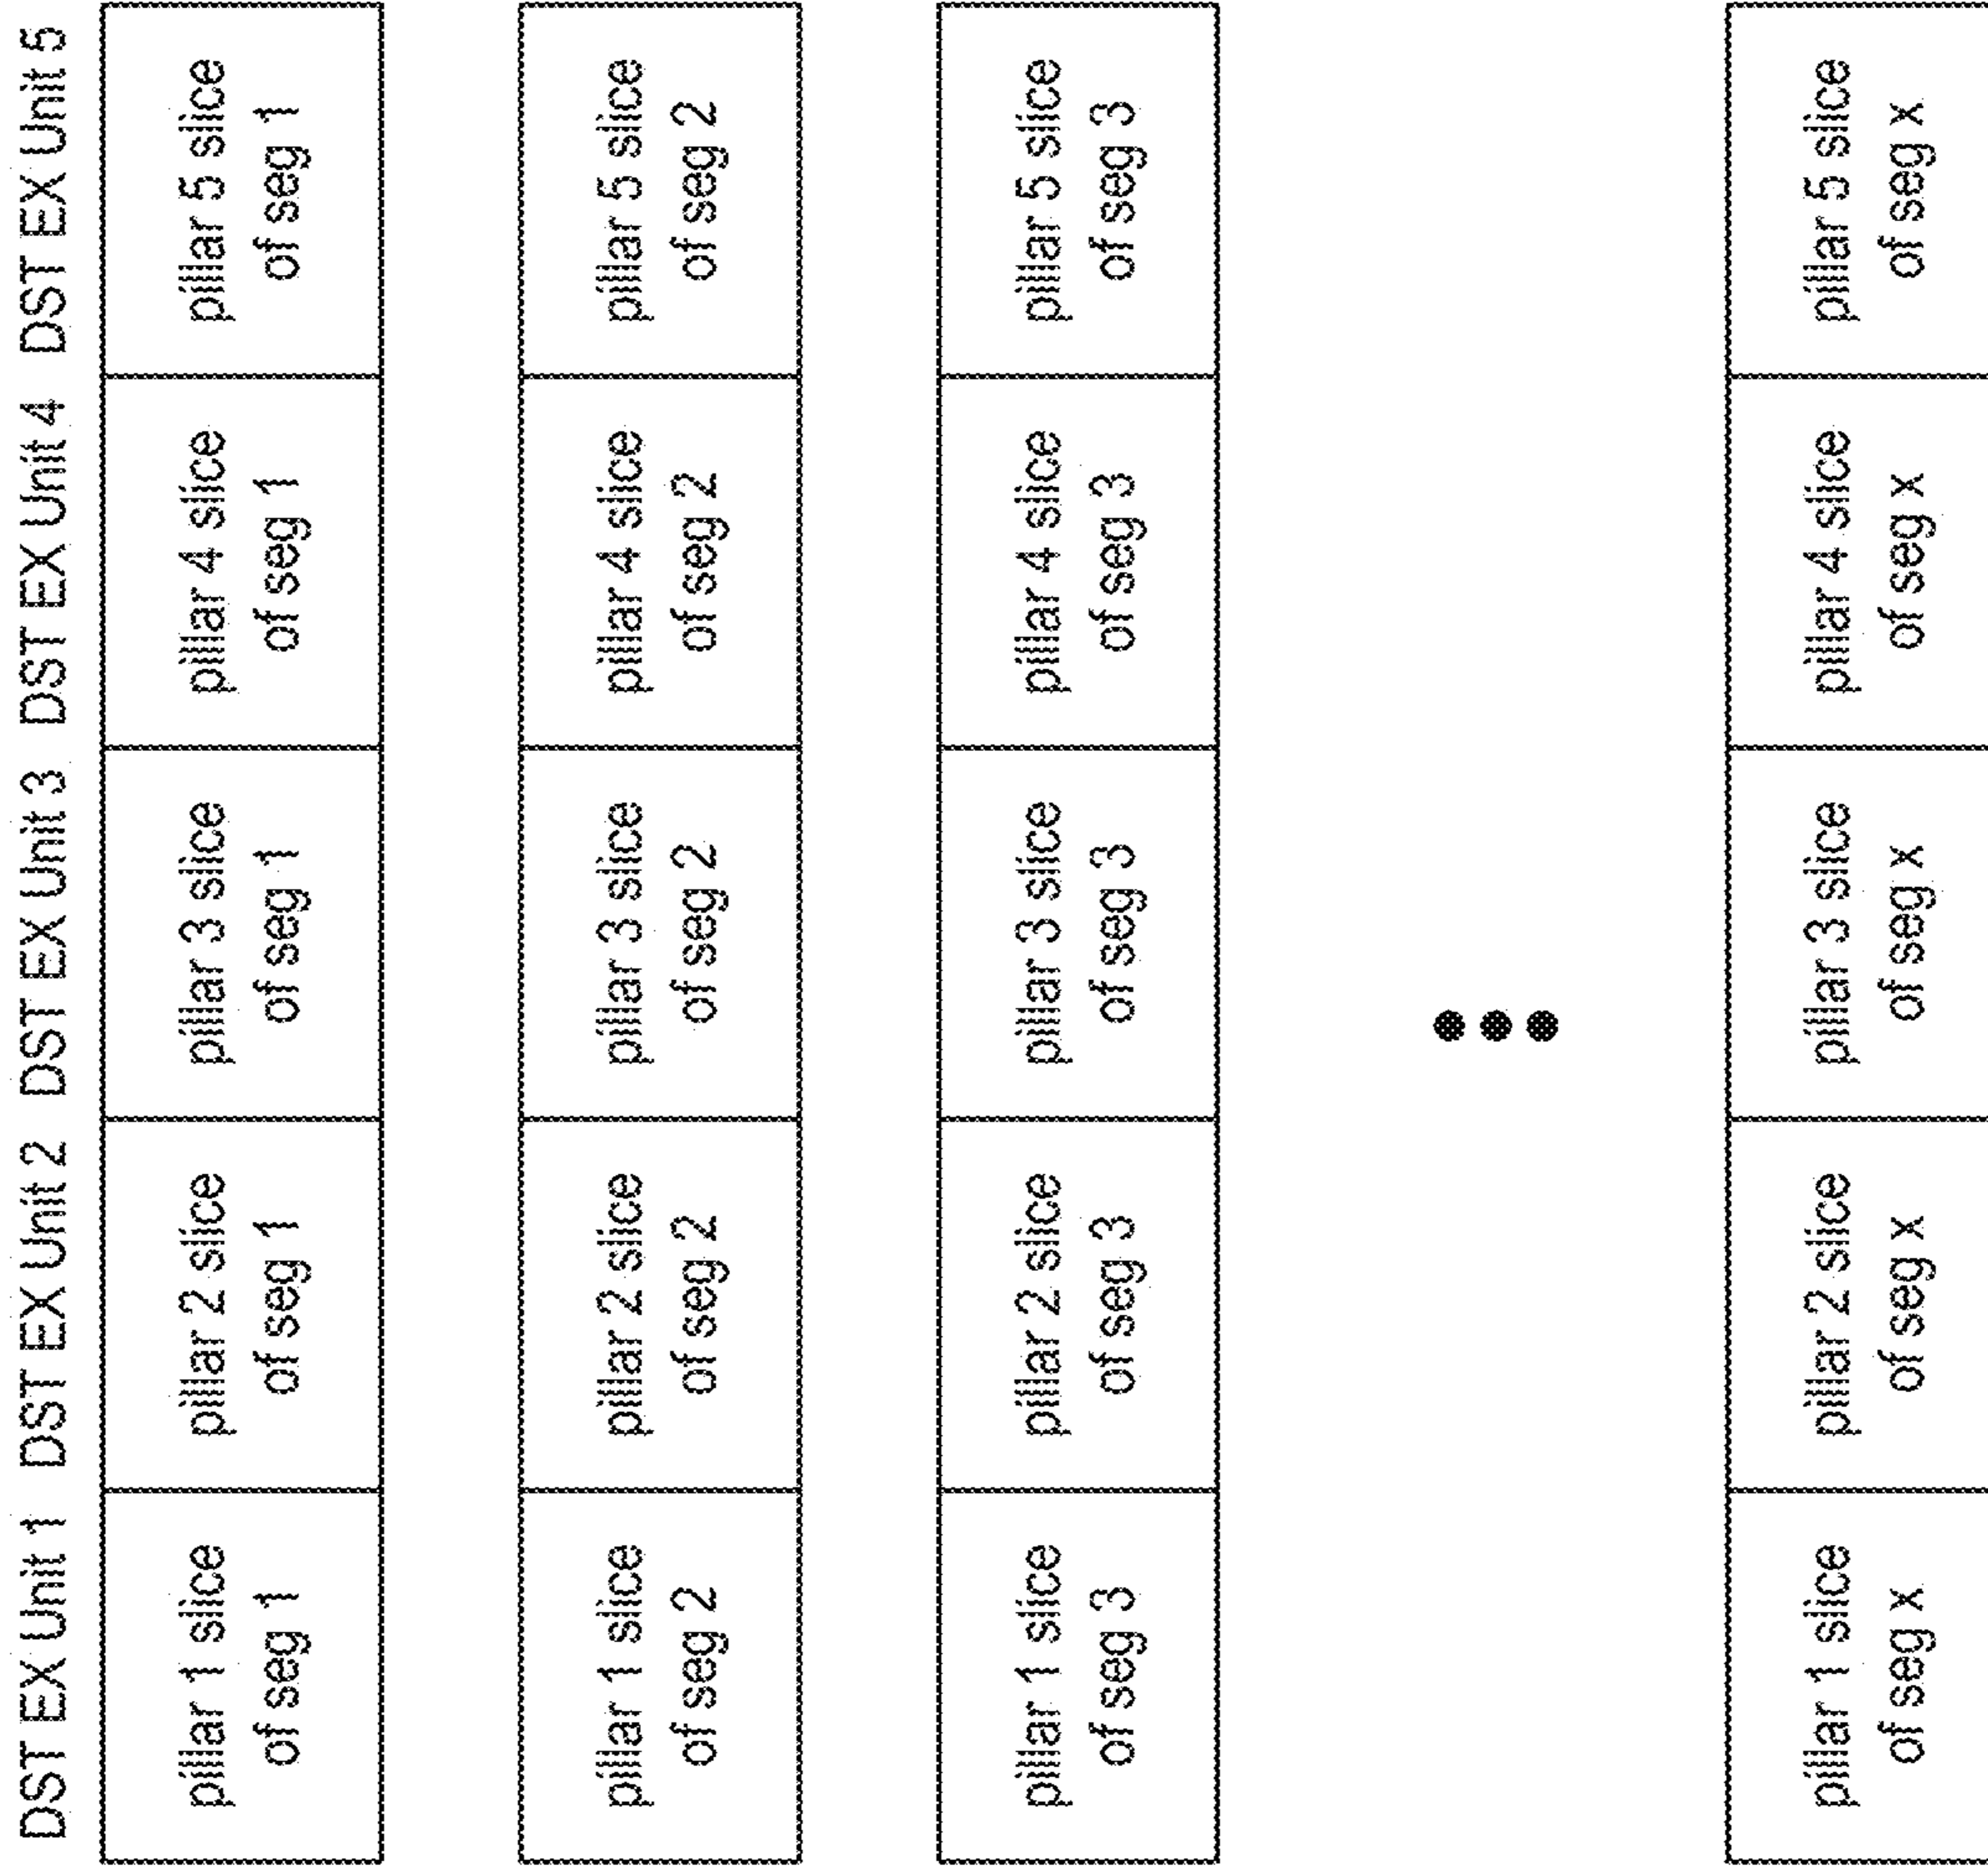 DST EX Unit 1 DST EX Unit 2 DST EX Unit 3 DST EX Unit 4 DST EX Unit 5
pillar 1 slice
of seg 1
pillar 2 slice
of seg 1
pillar 3 slice
of seg 1
pillar 4 slice
of seg 1
pillar 5 slice
of seg 1
pillar 1 slice
of seg 2
pillar 2 slice
of seg 2
pillar 3 slice
of seg 2
pillar 4 slice
of seg 2
pillar 5 slice
of seg 2
pillar 1 slice
of seg 3
pillar 2 slice
of seg 3
pillar 3 slice
of seg 3
pillar 4 slice
of seg 3
pillar 5 slice
of seg 3
pillar 1 slice
of seg x
pillar 2 slice
of seg x
pillar 3 slice
of seg x
pillar 4 slice
of seg x
pillar 5 slice
of seg x